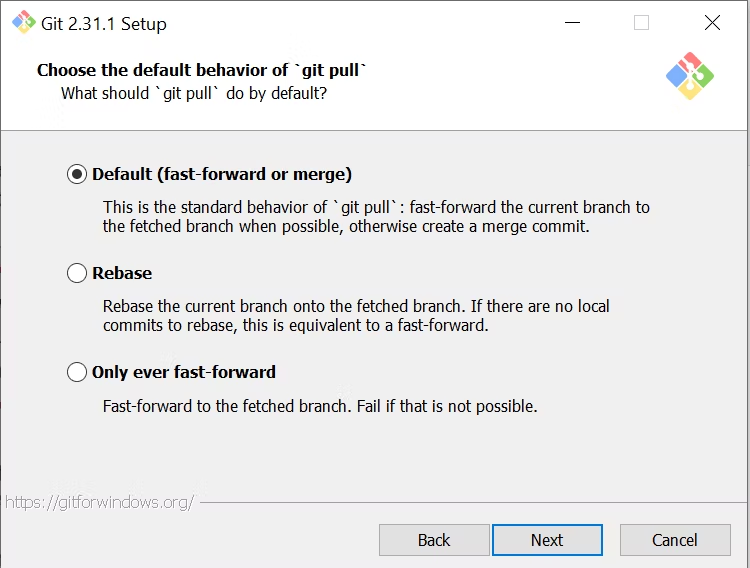 Git 2.31.1 Setup
Choose the default behavior of `git pull`
What should `git pull` do by default?
Default (fast-forward or merge)
This is the standard behavior of `git pull`: fast-forward the current branch to
the fetched branch when possible, otherwise create a merge commit.
Rebase
Rebase the current branch onto the fetched branch. If there are no local
commits to rebase, this is equivalent to a fast-forward.
Only ever fast-forward
Fast-forward to the fetched branch. Fail if that is not possible.
https://gitforwindows.org/
Back Next Cancel